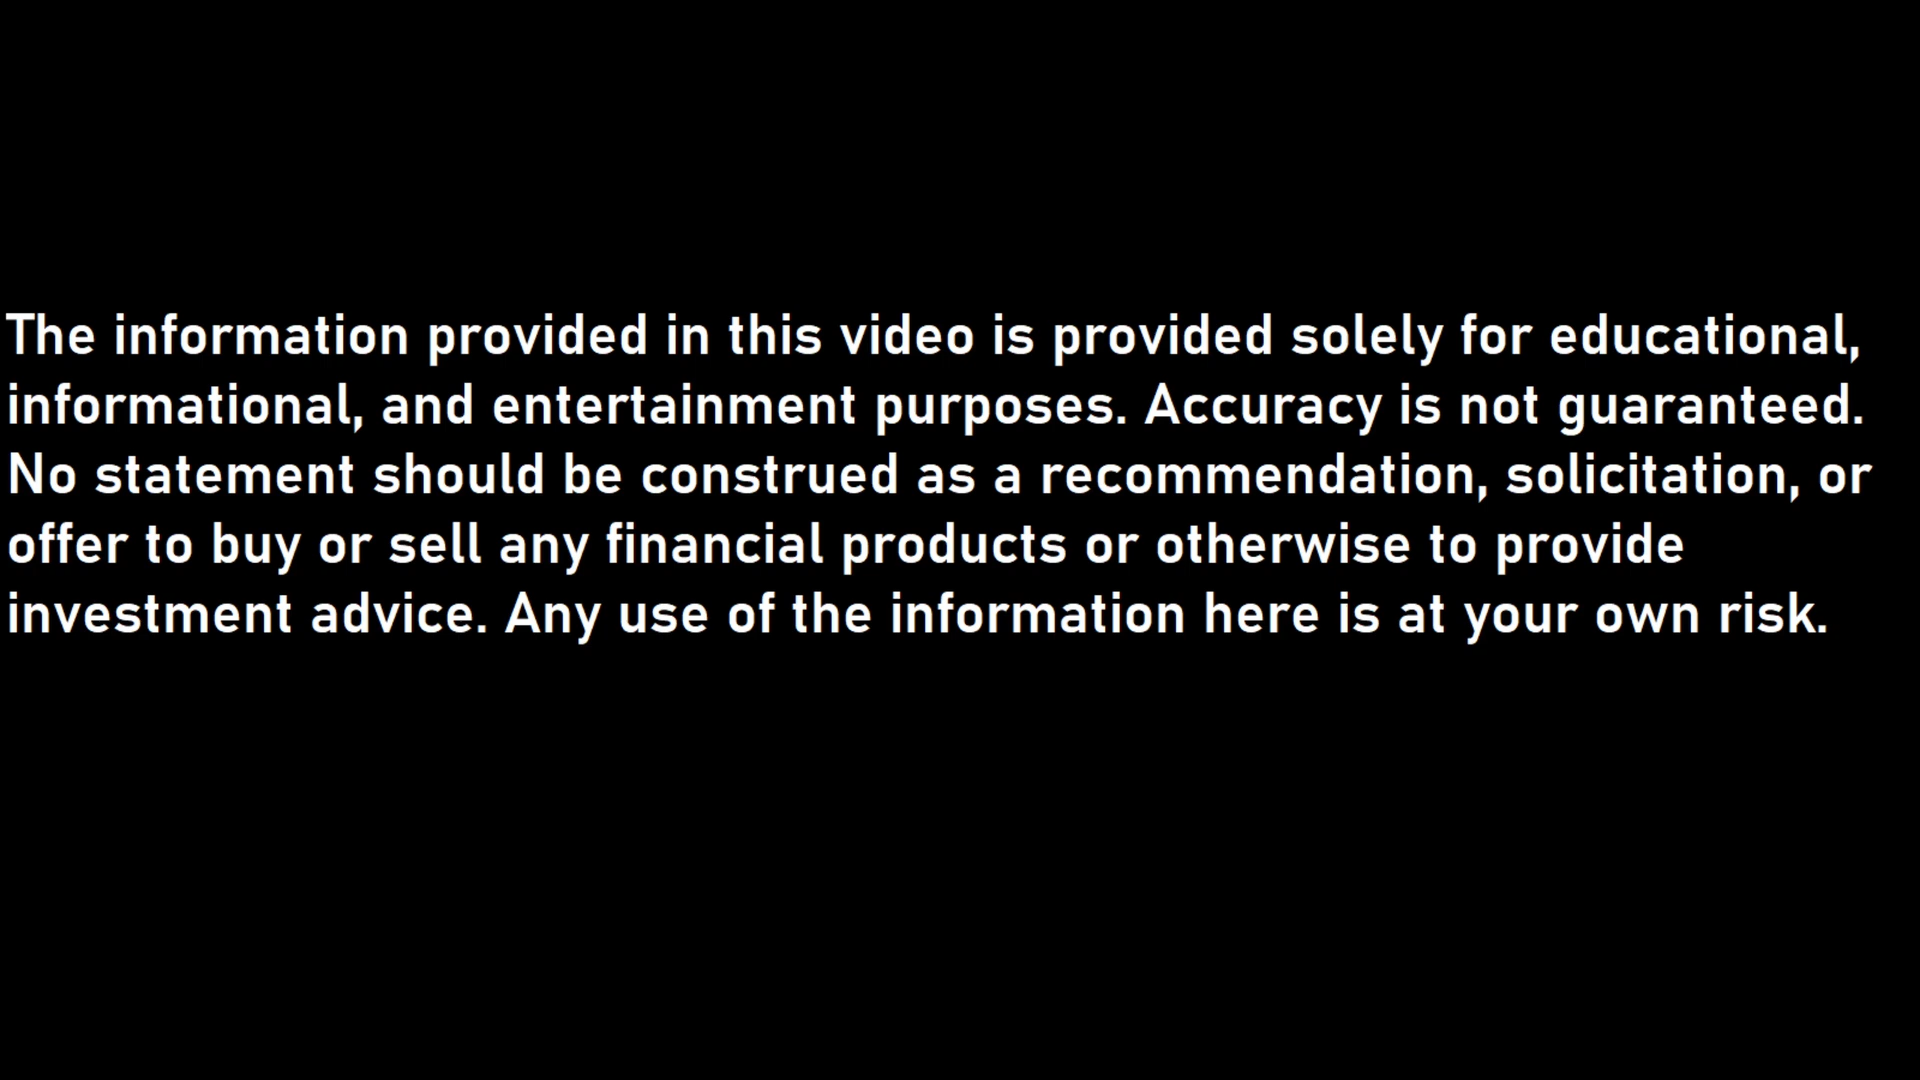 The information provided in this video is provided solely for educational,
informational, and entertainment purposes. Accuracy is not guaranteed.
No statement should be construed as a recommendation, solicitation, or
offer to buy or sell any financial products or otherwise to provide
investment advice. Any use of the information here is at your own risk.